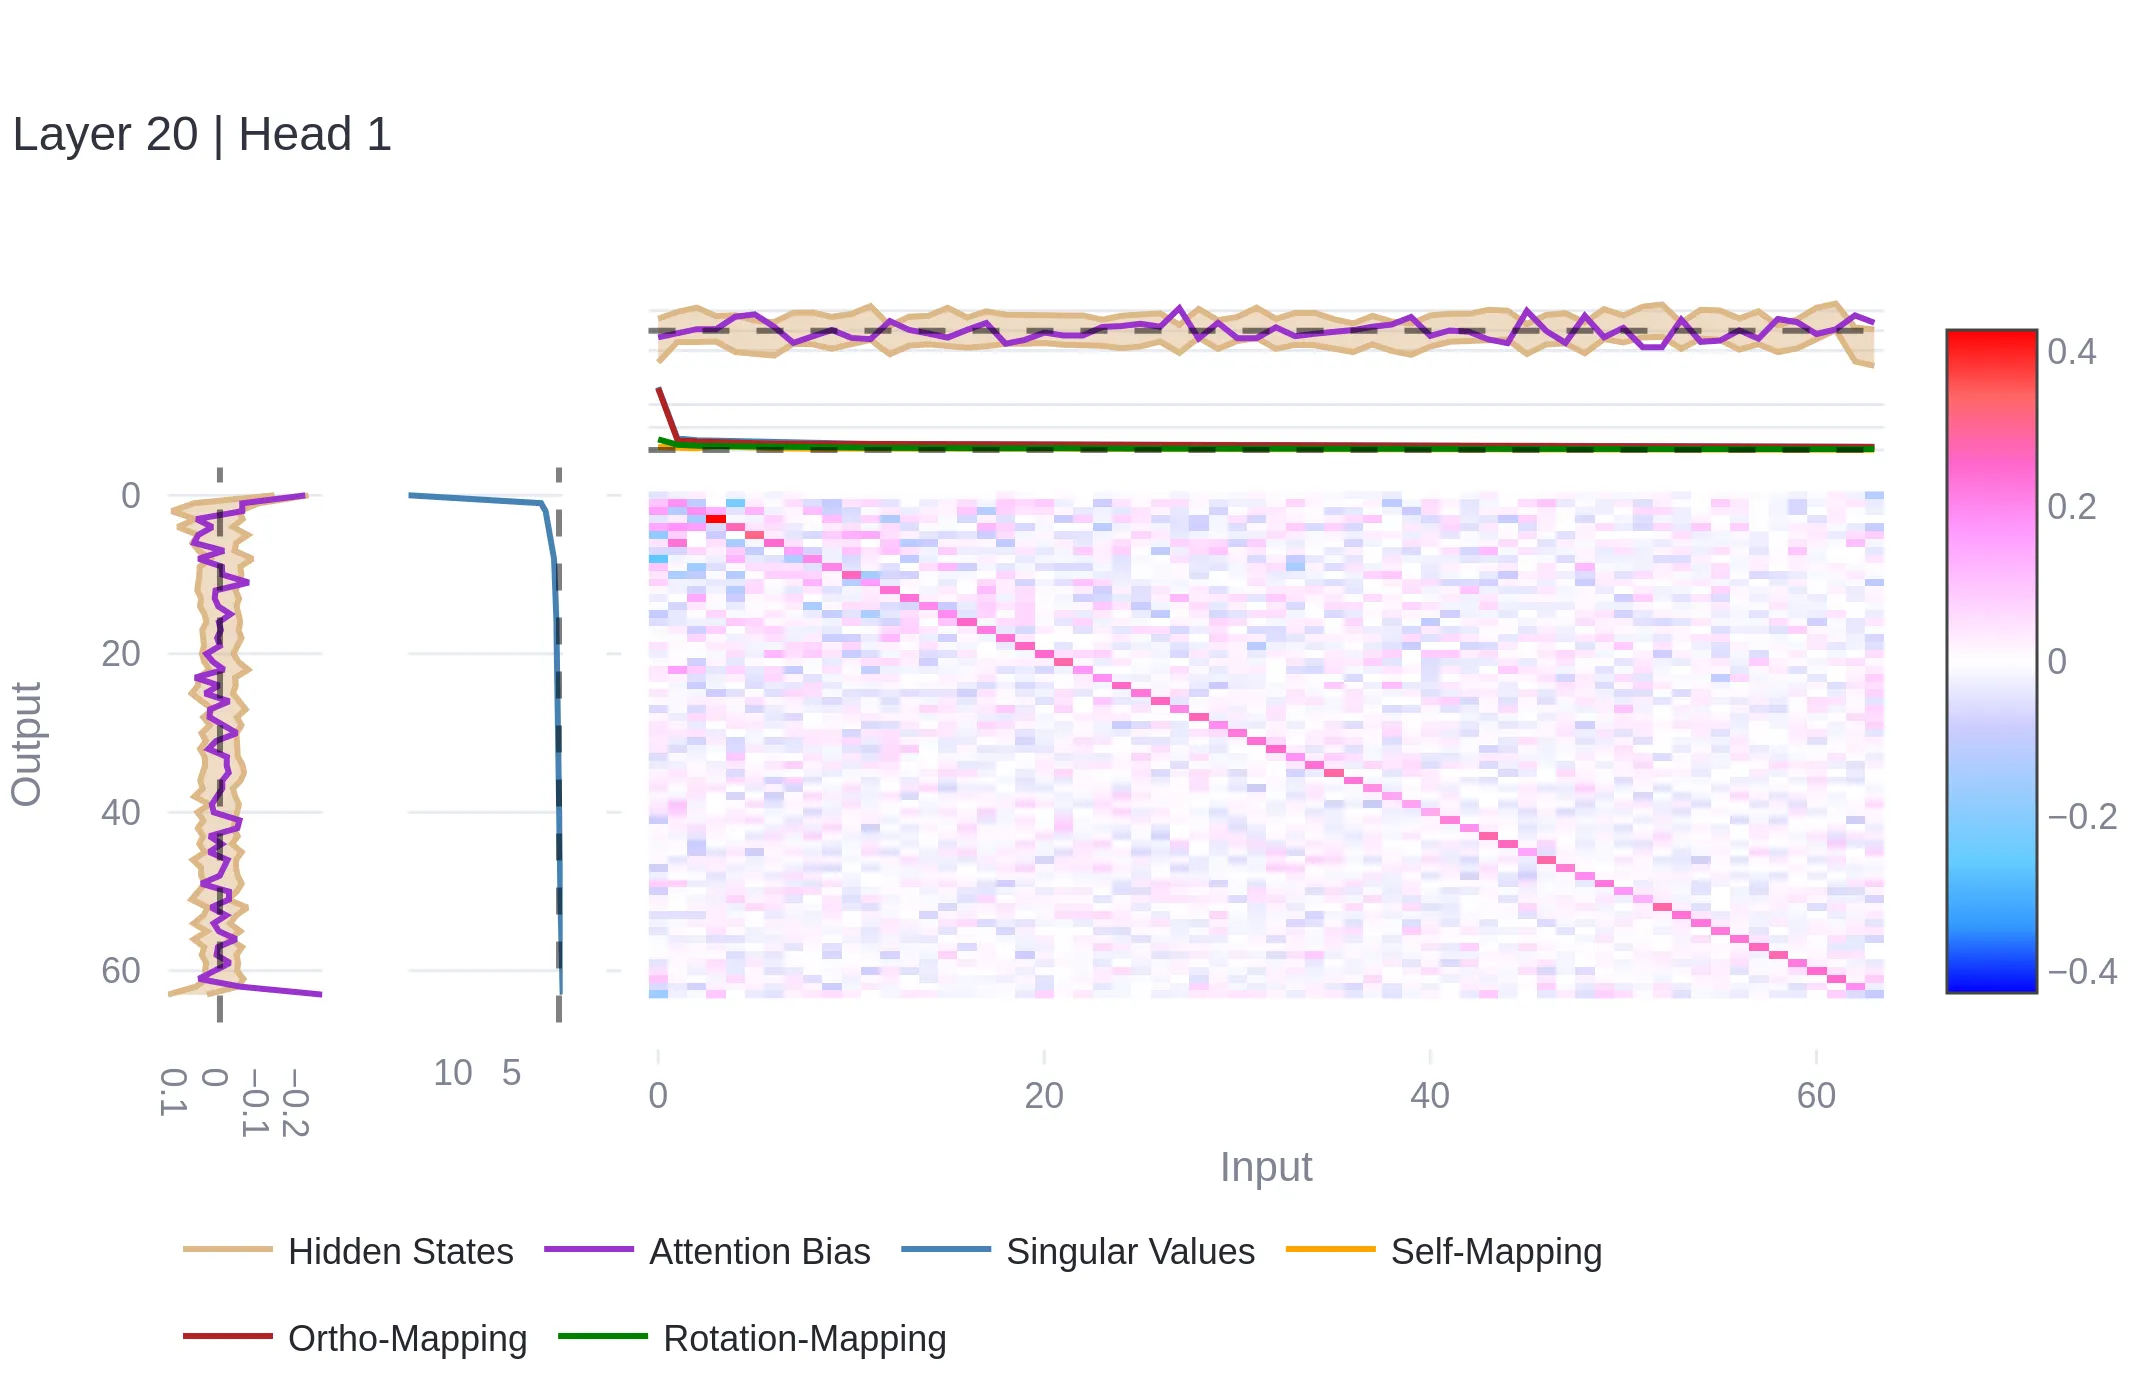 Layer 20 | Head 1
0
20
40
60
Output
0.1
0
−0.1
−0.2
10
5
0
20
40
60
Input
0.4
0.2
0
−0.2
−0.4
Hidden States
Attention Bias
Singular Values
Self-Mapping
Ortho-Mapping
Rotation-Mapping